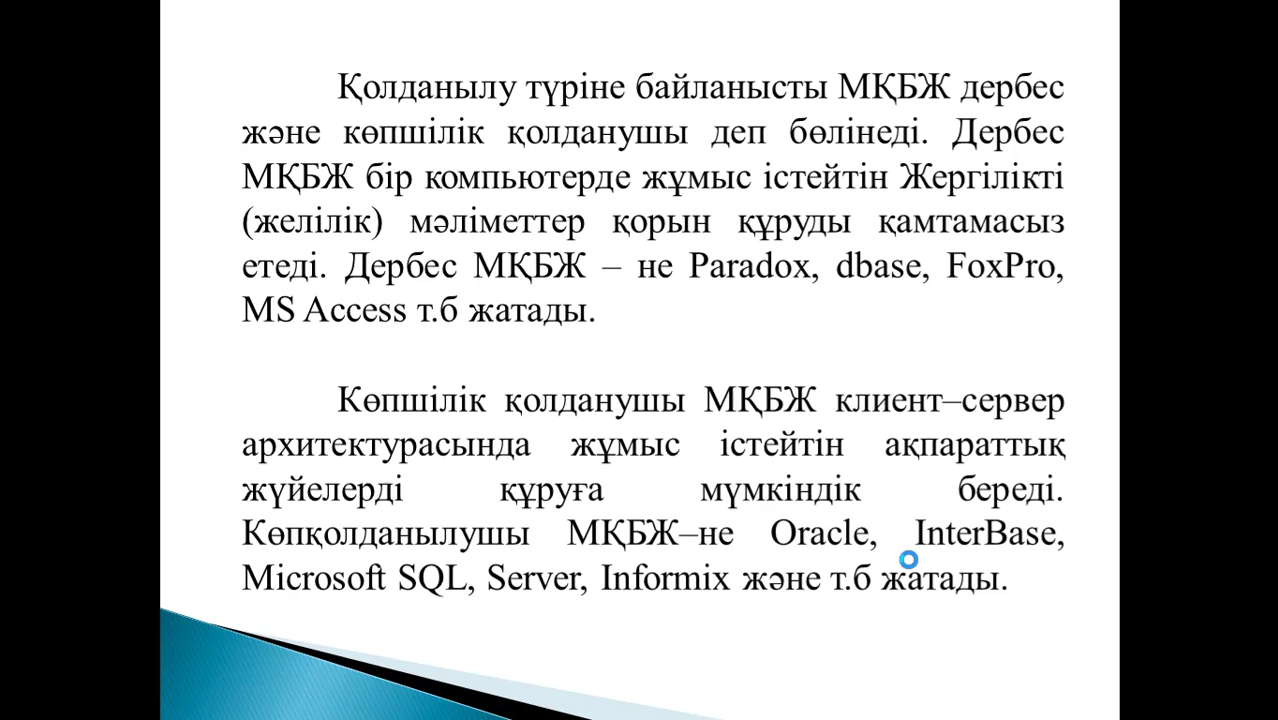 Қолданылу түріне байланысты МҚБЖ дербес
және көпшілік қолданушы деп бөлінеді. Дербес
МҚБЖ бір компьютерде жұмыс істейтін Жергілікті
(желілік) мәліметтер қорын құруды қамтамасыз
етеді. Дербес МҚБЖ – не Paradox, dbase, FoxPro,
MS Access т.б жатады.
Көпшілік қолданушы МҚБЖ клиент–сервер
архитектурасында жұмыс істейтін ақпараттық
жүйелерді құруға мүмкіндік береді.
Көпқолданылушы МҚБЖ–не Oracle, InterBase,
Microsoft SQL, Server, Informix және т.б жатады.